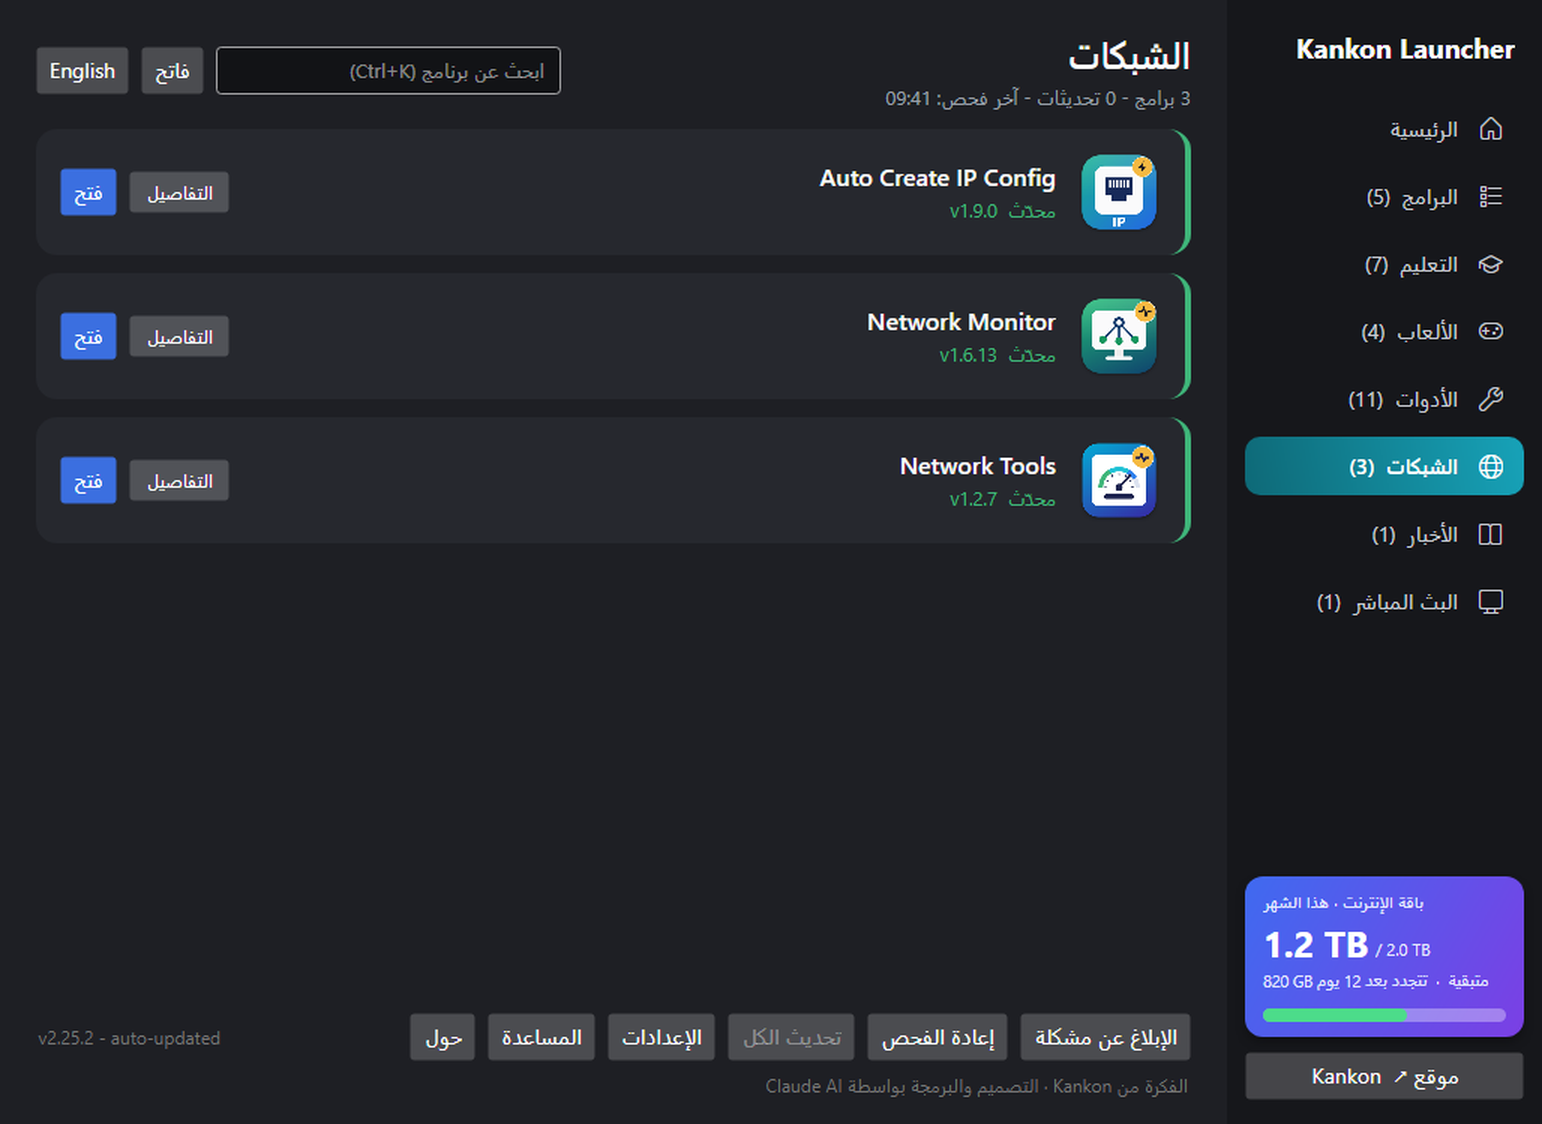 Kankon Launcher
الرئيسية
البرامج (5)
التعليم (7)
الألعاب (4)
الأدوات (11)
الشبكات (3)
الأخبار (1)
البث المباشر (1)
باقة الإنترنت · هذا الشهر
1.2 TB / 2.0 TB
820 GB متبقية · تتجدد بعد 12 يوم
موقع Kankon ↗
الشبكات
3 برامج - 0 تحديثات - آخر فحص: 09:41
ابحث عن برنامج (Ctrl+K)
فاتح
English
Auto Create IP Config
محدّث v1.9.0
IP
التفاصيل
فتح
Network Monitor
محدّث v1.6.13
التفاصيل
فتح
Network Tools
محدّث v1.2.7
التفاصيل
فتح
الإبلاغ عن مشكلة
إعادة الفحص
تحديث الكل
الإعدادات
المساعدة
حول
v2.25.2 - auto-updated
الفكرة من Kankon · التصميم والبرمجة بواسطة Claude AI